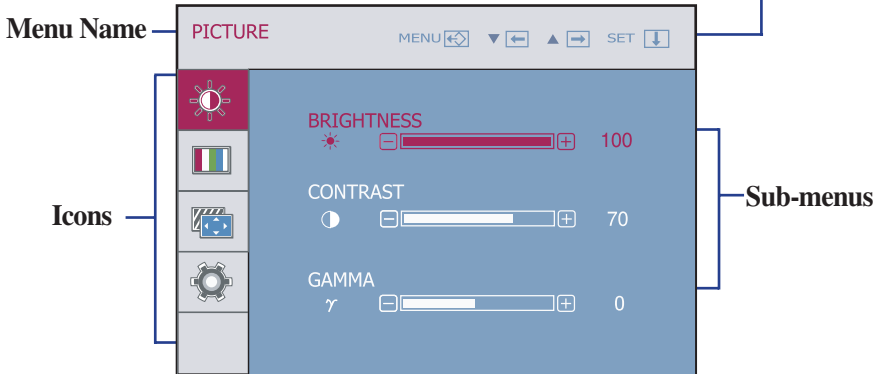 Menu Name
PICTURE
MENU ▼ ▲ SET
BRIGHTNESS
100
CONTRAST
70
GAMMA
γ 0
Icons
Sub-menus